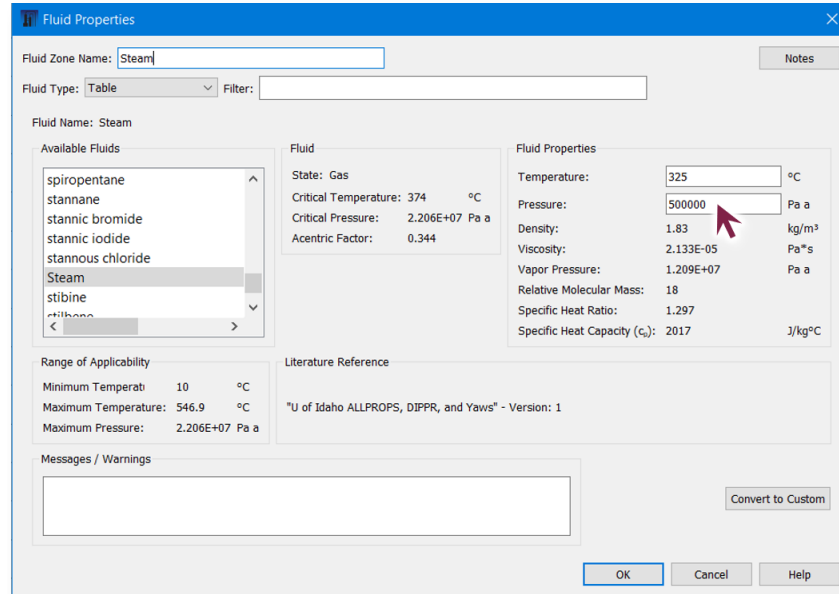 Fluid Properties
Fluid Zone Name: Steam
Notes
Fluid Type: Table Filter:
Fluid Name: Steam
Available Fluids
spiropentane
stannane
stannic bromide
stannic iodide
stannous chloride
Steam
stibine
stilbene
Fluid
State: Gas
Critical Temperature: 374 °C
Critical Pressure: 2.206E+07 Pa a
Acentric Factor: 0.344
Fluid Properties
Temperature: 325 °C
Pressure: 500000 Pa a
Density: 1.83 kg/m³
Viscosity: 2.133E-05 Pa*s
Vapor Pressure: 1.209E+07 Pa a
Relative Molecular Mass: 18
Specific Heat Ratio: 1.297
Specific Heat Capacity (cₚ): 2017 J/kg°C
Range of Applicability
Minimum Temperatu 10 °C
Maximum Temperature: 546.9 °C
Maximum Pressure: 2.206E+07 Pa a
Literature Reference
"U of Idaho ALLPROPS, DIPPR, and Yaws" - Version: 1
Messages / Warnings
Convert to Custom
OK Cancel Help